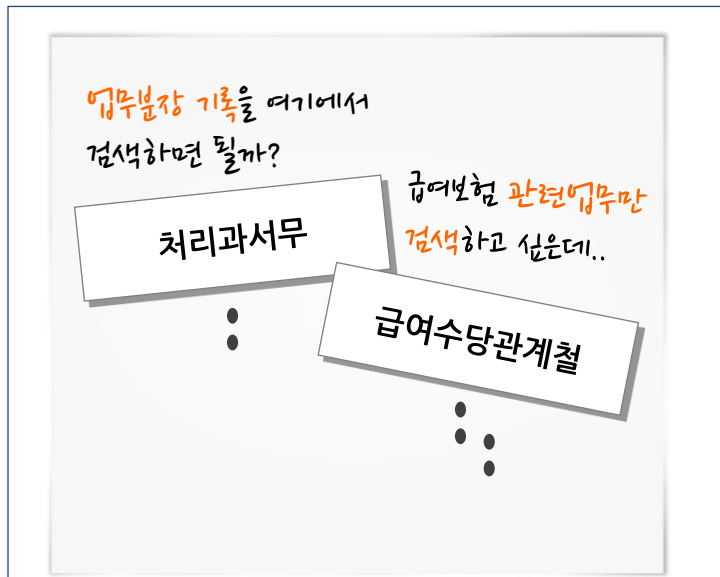 업무분장 기록을 여기에서
검색하면 될까?
처리과서무
급여보험 관련업무만
검색하고 싶은데..
급여수당관계철